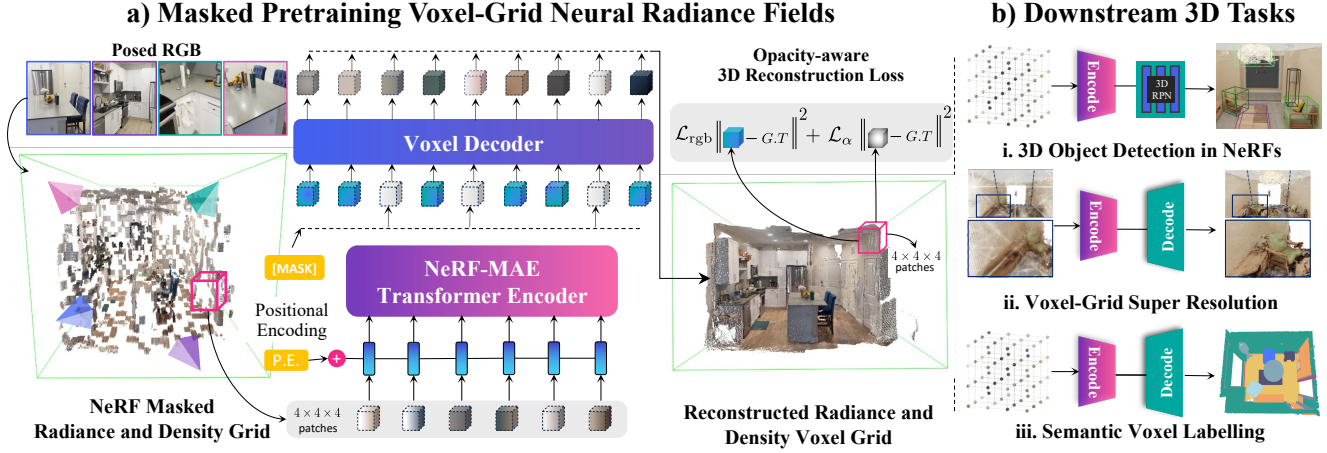 a) Masked Pretraining Voxel-Grid Neural Radiance Fields
Posed RGB
Voxel Decoder
[MASK]
NeRF-MAE
Transformer Encoder
Positional
Encoding
P.E.
+
4 × 4 × 4
patches
NeRF Masked
Radiance and Density Grid
Opacity-aware
3D Reconstruction Loss
ℒrgb ‖ − G.T ‖² + ℒα ‖ − G.T ‖²
4 × 4 × 4
patches
Reconstructed Radiance and
Density Voxel Grid
b) Downstream 3D Tasks
Encode
3D
RPN
i. 3D Object Detection in NeRFs
Encode
Decode
ii. Voxel-Grid Super Resolution
Encode
Decode
iii. Semantic Voxel Labelling